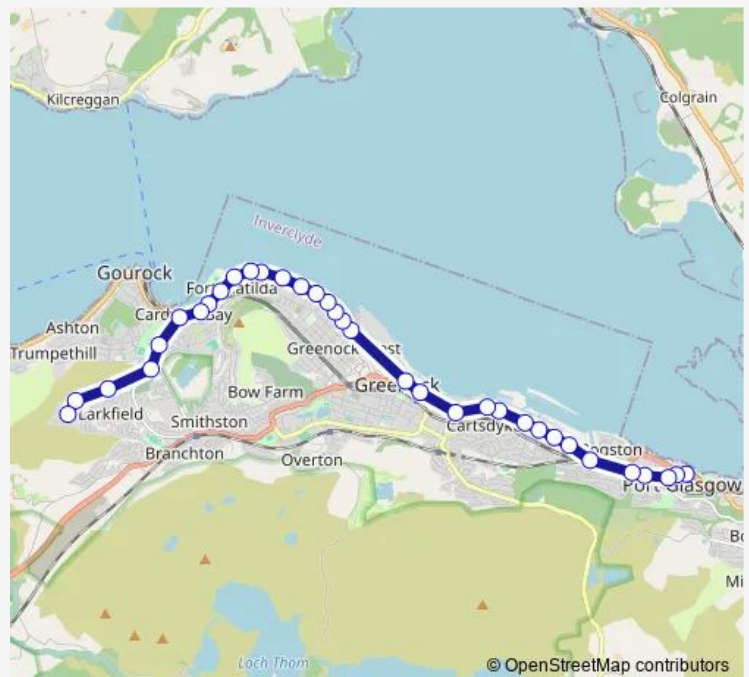 Kilcreggan
Colgrain
Inverclyde
Gourock
Ashton
Trumpethill
Greenock
Bow Farm
Larkfield
Smithston
Branchton
Overton
Port Glasgow
Loch Thom
© OpenStreetMap contributors